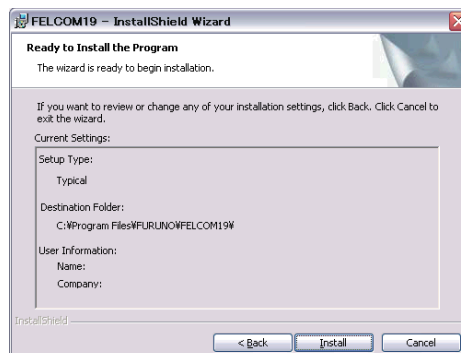 FELCOM19 - InstallShield Wizard
Ready to Install the Program
The wizard is ready to begin installation.
If you want to review or change any of your installation settings, click Back. Click Cancel to
exit the wizard.
Current Settings:
Setup Type:
Typical
Destination Folder:
C:¥Program Files¥FURUNO¥FELCOM19¥
User Information:
Name:
Company:
InstallShield
< Back
Install
Cancel